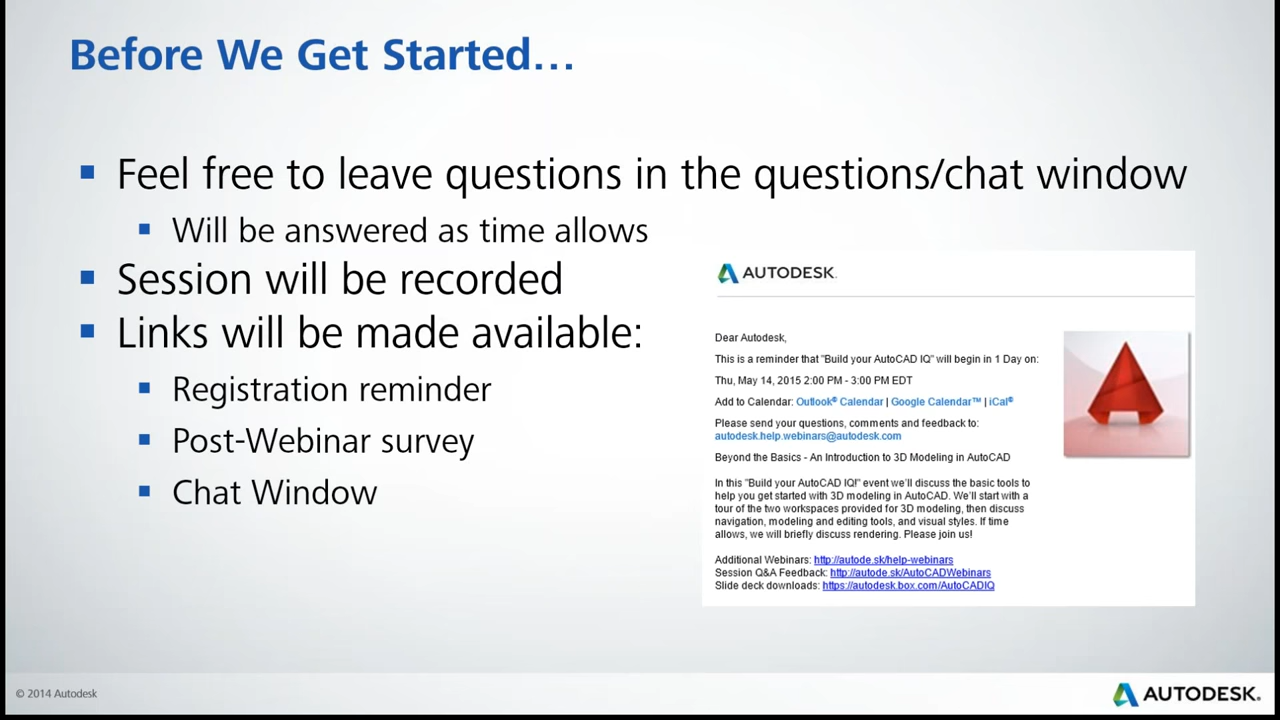 Before We Get Started…
Feel free to leave questions in the questions/chat window
Will be answered as time allows
Session will be recorded
Links will be made available:
Registration reminder
Post-Webinar survey
Chat Window
AUTODESK.
Dear Autodesk,
This is a reminder that "Build your AutoCAD IQ" will begin in 1 Day on:
Thu, May 14, 2015 2:00 PM - 3:00 PM EDT
Add to Calendar: Outlook® Calendar | Google Calendar™ | iCal®
Please send your questions, comments and feedback to:
autodesk.help.webinars@autodesk.com
Beyond the Basics - An Introduction to 3D Modeling in AutoCAD
In this "Build your AutoCAD IQ!" event we'll discuss the basic tools to
help you get started with 3D modeling in AutoCAD. We'll start with a
tour of the two workspaces provided for 3D modeling, then discuss
navigation, modeling and editing tools, and visual styles. If time
allows, we will briefly discuss rendering. Please join us!
Additional Webinars: http://autode.sk/help-webinars
Session Q&A Feedback: http://autode.sk/AutoCADWebinars
Slide deck downloads: https://autodesk.box.com/AutoCADIQ
© 2014 Autodesk
AUTODESK.